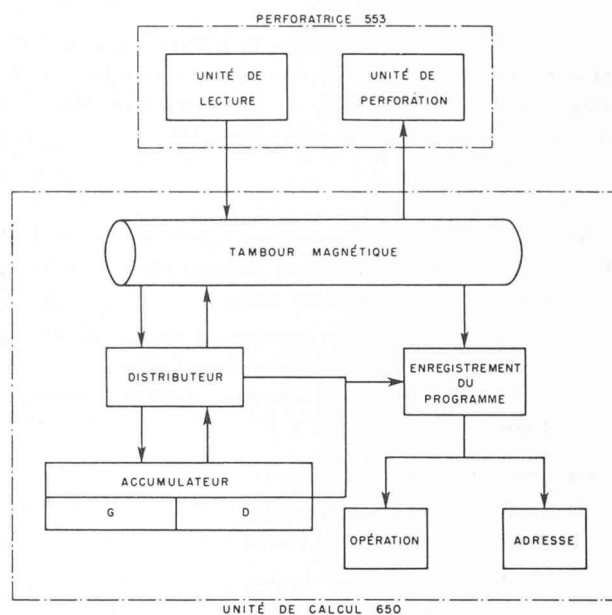 PERFORATRICE 553
UNITÉ DE
LECTURE
UNITÉ DE
PERFORATION
TAMBOUR MAGNÉTIQUE
DISTRIBUTEUR
ENREGISTREMENT
DU
PROGRAMME
ACCUMULATEUR
G
D
OPÉRATION
ADRESSE
UNITÉ DE CALCUL 650